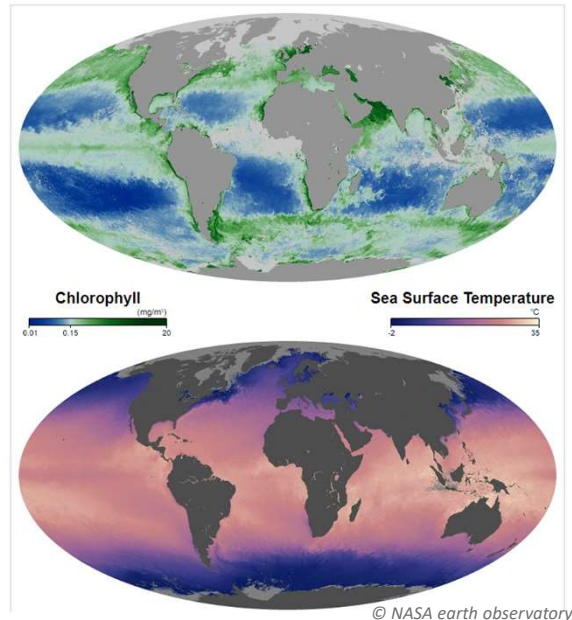 Chlorophyll
(mg/m³)
0.01 0.15 20
Sea Surface Temperature
°C
-2 35
© NASA earth observatory